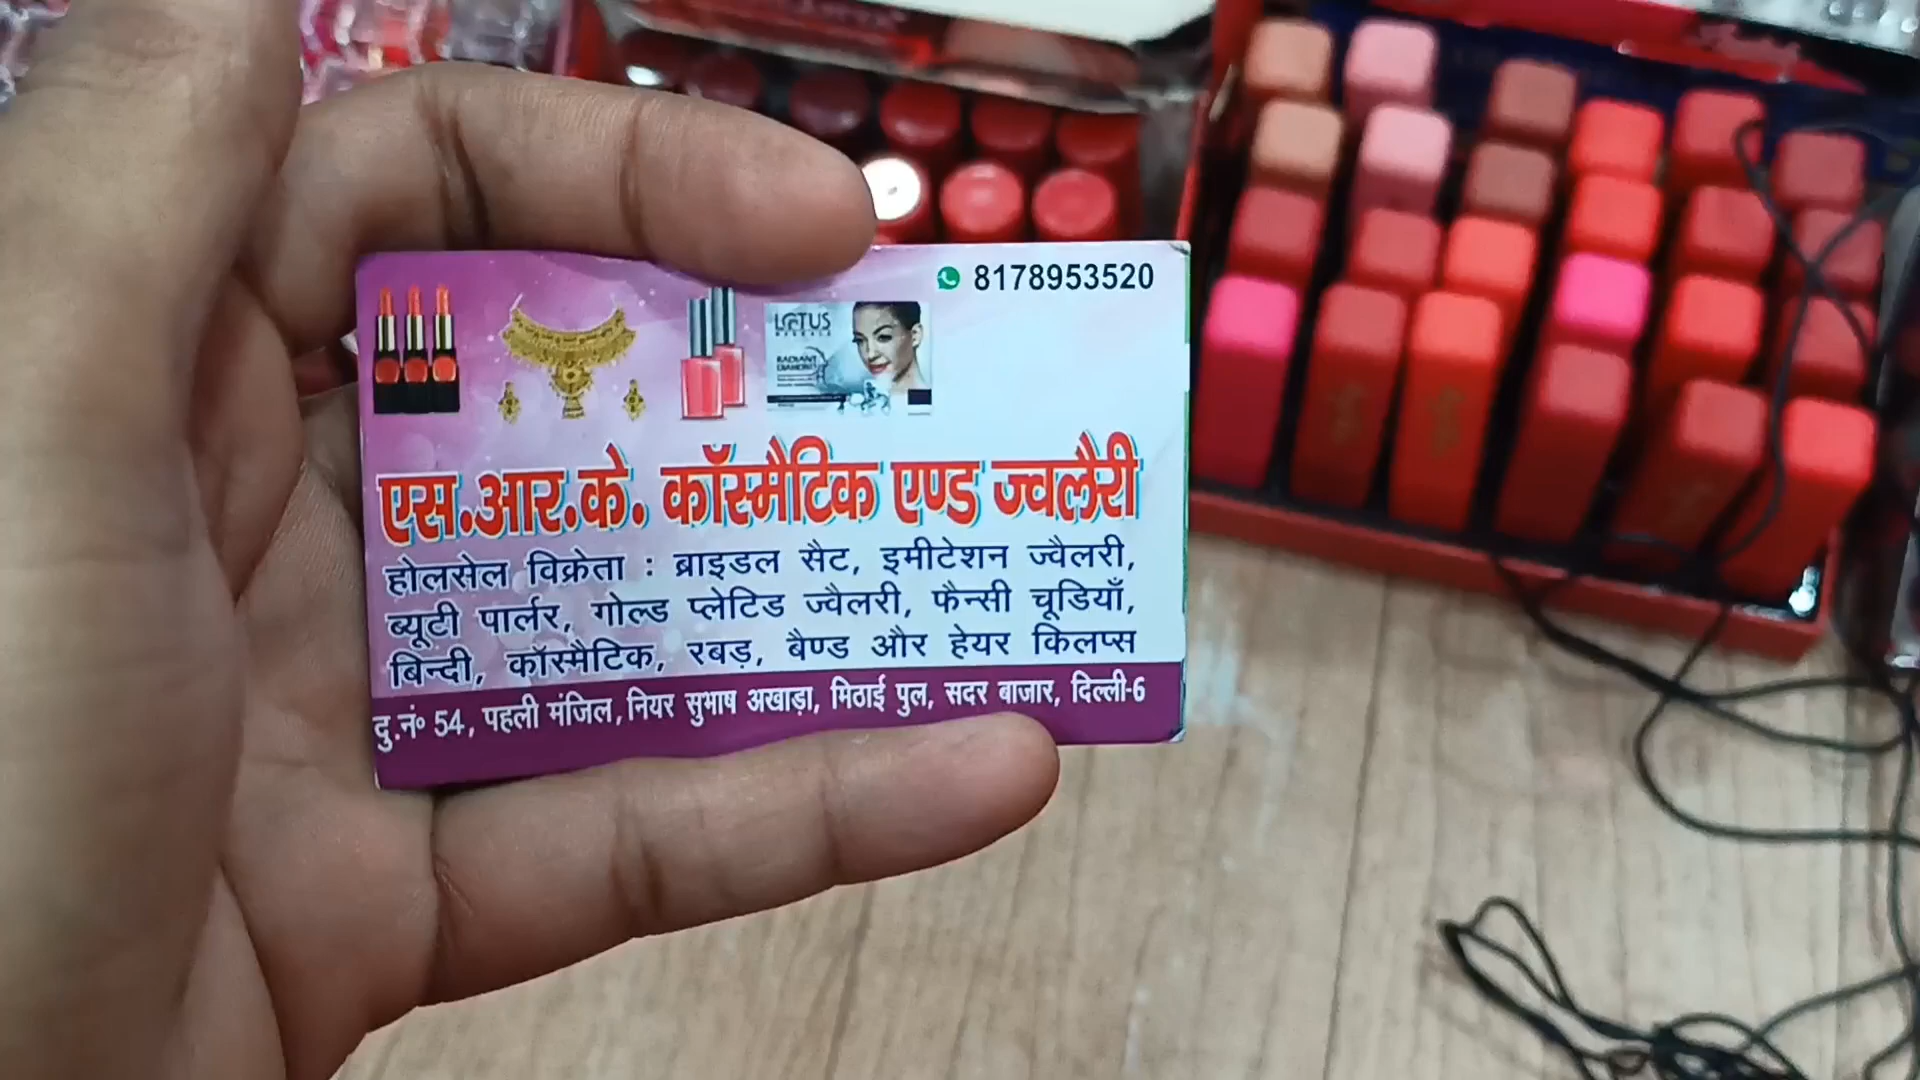 8178953520
LOTUS
HERBALS
RADIANT
DIAMOND
एस.आर.के. कॉस्मैटिक एण्ड ज्वलैरी
होलसेल विक्रेता : ब्राइडल सैट, इमीटेशन ज्वैलरी,
ब्यूटी पार्लर, गोल्ड प्लेटिड ज्वैलरी, फैन्सी चूडियाँ,
बिन्दी, कॉस्मैटिक, रबड़, बैण्ड और हेयर किलप्स
दु.नं॰ 54, पहली मंजिल, नियर सुभाष अखाड़ा, मिठाई पुल, सदर बाजार, दिल्ली-6